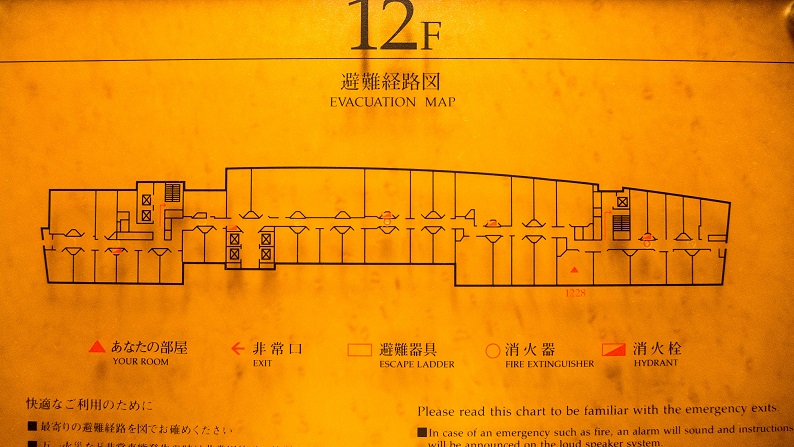 12F
避難経路図
EVACUATION MAP
1228
あなたの部屋
YOUR ROOM
非常口
EXIT
避難器具
ESCAPE LADDER
消火器
FIRE EXTINGUISHER
消火栓
HYDRANT
快適なご利用のために
■最寄りの避難経路を図でお確めください
Please read this chart to be familiar with the emergency exits
■In case of an emergency such as fire, an alarm will sound and instructions
will be announced on the loud speaker system.